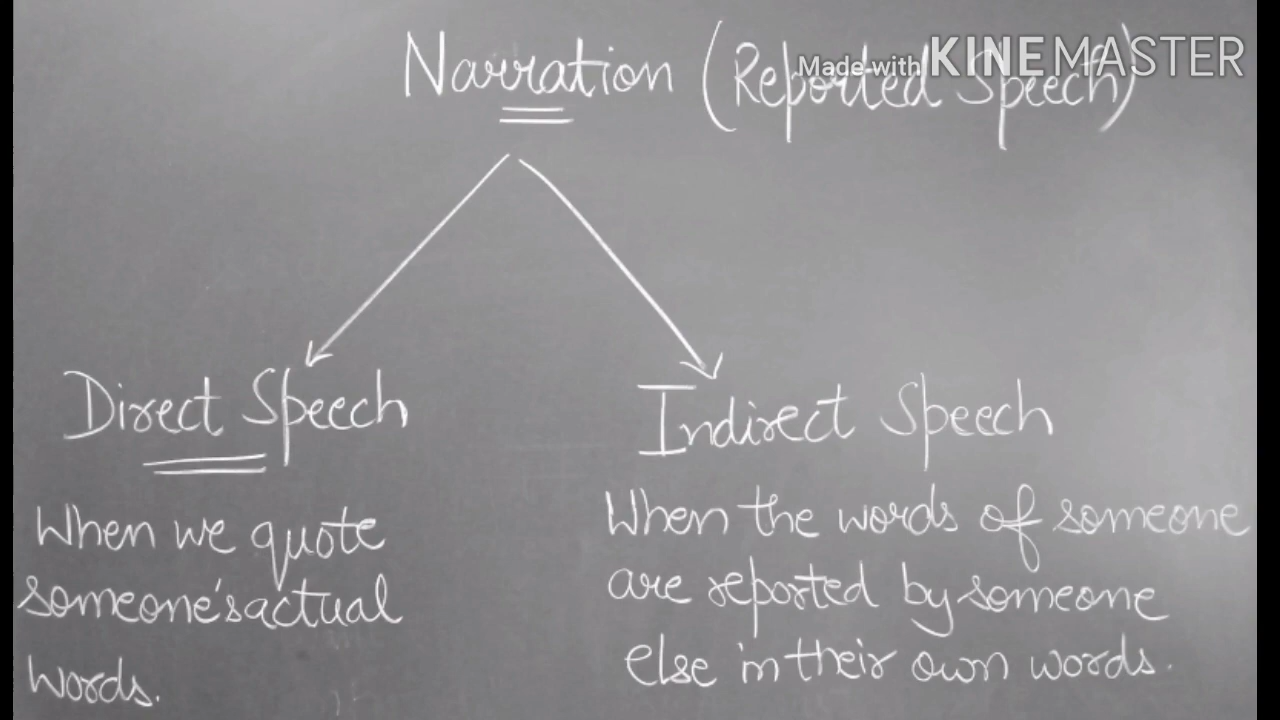 Narration (Reported Speech)
Made with KINEMASTER
Direct Speech
When we quote
someone's actual
words.
Indirect Speech
When the words of someone
are reported by someone
else in their own words.